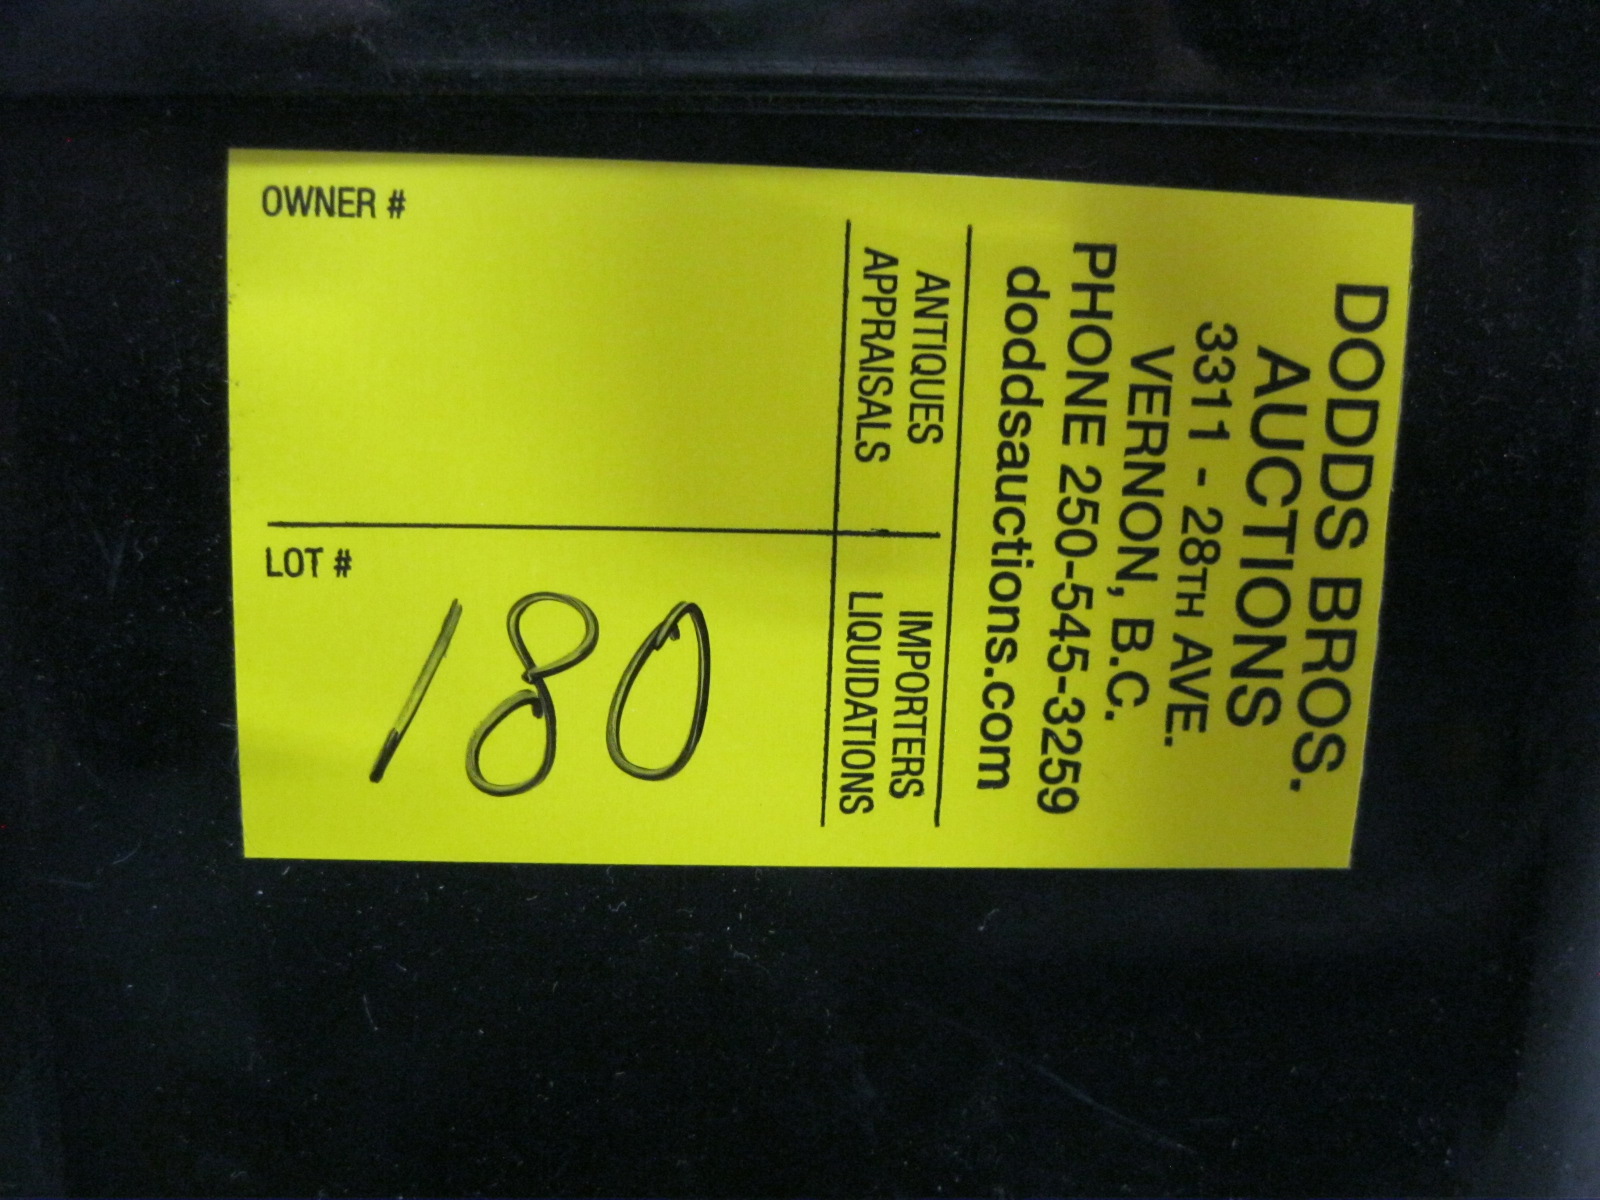 DODDS BROS.
AUCTIONS
3311 - 28TH AVE.
VERNON, B.C.
PHONE 250-545-3259
doddsauctions.com
ANTIQUES
APPRAISALS
IMPORTERS
LIQUIDATIONS
OWNER #
LOT #
180